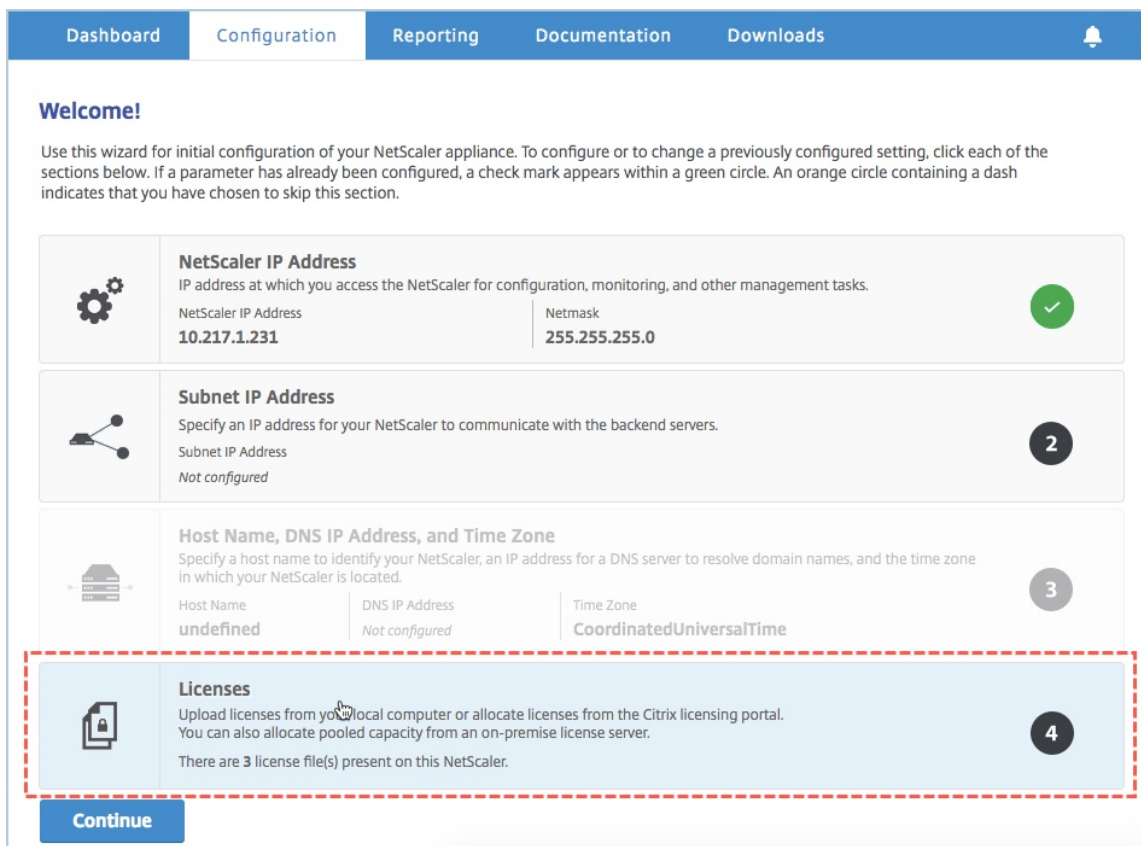 Dashboard Configuration Reporting Documentation Downloads
Welcome!
Use this wizard for initial configuration of your NetScaler appliance. To configure or to change a previously configured setting, click each of the
sections below. If a parameter has already been configured, a check mark appears within a green circle. An orange circle containing a dash
indicates that you have chosen to skip this section.
NetScaler IP Address
IP address at which you access the NetScaler for configuration, monitoring, and other management tasks.
NetScaler IP Address Netmask
10.217.1.231 255.255.255.0
Subnet IP Address
Specify an IP address for your NetScaler to communicate with the backend servers.
2
Subnet IP Address
Not configured
Host Name, DNS IP Address, and Time Zone
Specify a host name to identify your NetScaler, an IP address for a DNS server to resolve domain names, and the time zone
in which your NetScaler is located.
3
Host Name DNS IP Address Time Zone
undefined Not configured CoordinatedUniversalTime
Licenses
Upload licenses from your local computer or allocate licenses from the Citrix licensing portal.
You can also allocate pooled capacity from an on-premise license server.
4
There are 3 license file(s) present on this NetScaler.
Continue